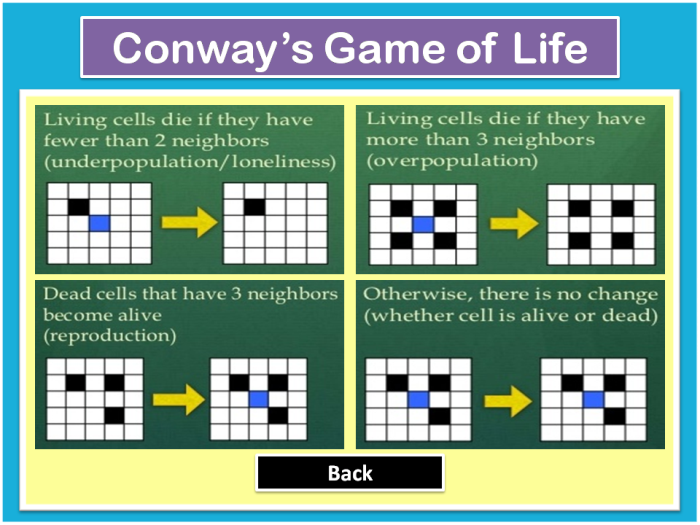 Conway's Game of Life
Living cells die if they have
fewer than 2 neighbors
(underpopulation/loneliness)
Living cells die if they have
more than 3 neighbors
(overpopulation)
Dead cells that have 3 neighbors
become alive
(reproduction)
Otherwise, there is no change
(whether cell is alive or dead)
Back